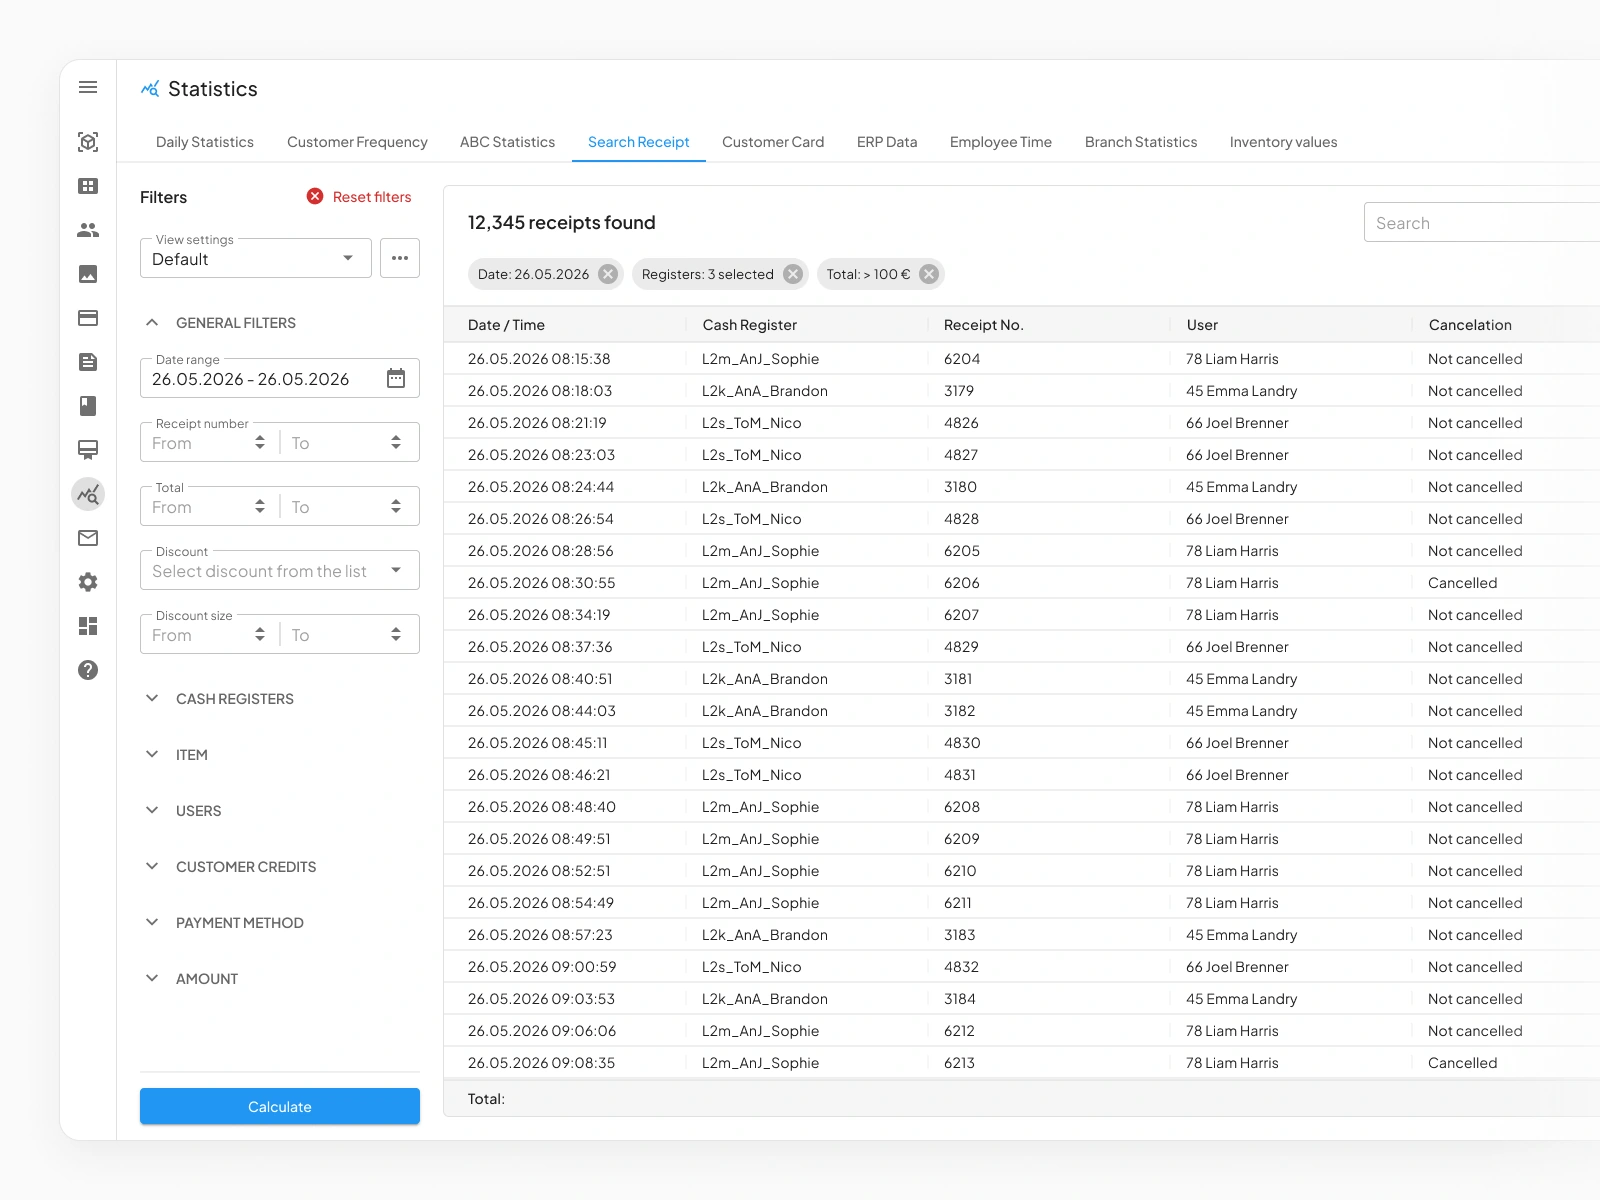 Statistics
Daily Statistics Customer Frequency ABC Statistics Search Receipt Customer Card ERP Data Employee Time Branch Statistics Inventory values
Filters Reset filters
View settings
Default
GENERAL FILTERS
Date range
26.05.2026 - 26.05.2026
Receipt number
From To
Total
From To
Discount
Select discount from the list
Discount size
From To
CASH REGISTERS
ITEM
USERS
CUSTOMER CREDITS
PAYMENT METHOD
AMOUNT
Calculate
12,345 receipts found
Search
Date: 26.05.2026 Registers: 3 selected Total: > 100 €
Date / Time Cash Register Receipt No. User Cancelation
26.05.2026 08:15:38 L2m_AnJ_Sophie 6204 78 Liam Harris Not cancelled
26.05.2026 08:18:03 L2k_AnA_Brandon 3179 45 Emma Landry Not cancelled
26.05.2026 08:21:19 L2s_ToM_Nico 4826 66 Joel Brenner Not cancelled
26.05.2026 08:23:03 L2s_ToM_Nico 4827 66 Joel Brenner Not cancelled
26.05.2026 08:24:44 L2k_AnA_Brandon 3180 45 Emma Landry Not cancelled
26.05.2026 08:26:54 L2s_ToM_Nico 4828 66 Joel Brenner Not cancelled
26.05.2026 08:28:56 L2m_AnJ_Sophie 6205 78 Liam Harris Not cancelled
26.05.2026 08:30:55 L2m_AnJ_Sophie 6206 78 Liam Harris Cancelled
26.05.2026 08:34:19 L2m_AnJ_Sophie 6207 78 Liam Harris Not cancelled
26.05.2026 08:37:36 L2s_ToM_Nico 4829 66 Joel Brenner Not cancelled
26.05.2026 08:40:51 L2k_AnA_Brandon 3181 45 Emma Landry Not cancelled
26.05.2026 08:44:03 L2k_AnA_Brandon 3182 45 Emma Landry Not cancelled
26.05.2026 08:45:11 L2s_ToM_Nico 4830 66 Joel Brenner Not cancelled
26.05.2026 08:46:21 L2s_ToM_Nico 4831 66 Joel Brenner Not cancelled
26.05.2026 08:48:40 L2m_AnJ_Sophie 6208 78 Liam Harris Not cancelled
26.05.2026 08:49:51 L2m_AnJ_Sophie 6209 78 Liam Harris Not cancelled
26.05.2026 08:52:51 L2m_AnJ_Sophie 6210 78 Liam Harris Not cancelled
26.05.2026 08:54:49 L2m_AnJ_Sophie 6211 78 Liam Harris Not cancelled
26.05.2026 08:57:23 L2k_AnA_Brandon 3183 45 Emma Landry Not cancelled
26.05.2026 09:00:59 L2s_ToM_Nico 4832 66 Joel Brenner Not cancelled
26.05.2026 09:03:53 L2k_AnA_Brandon 3184 45 Emma Landry Not cancelled
26.05.2026 09:06:06 L2m_AnJ_Sophie 6212 78 Liam Harris Not cancelled
26.05.2026 09:08:35 L2m_AnJ_Sophie 6213 78 Liam Harris Cancelled
Total: